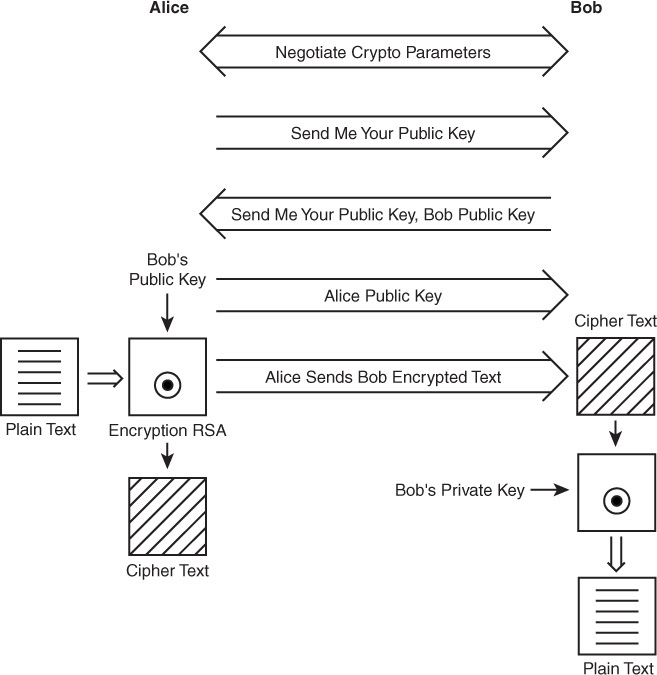 Alice
Bob
Negotiate Crypto Parameters
Send Me Your Public Key
Send Me Your Public Key, Bob Public Key
Bob's
Public Key
Alice Public Key
Cipher Text
Alice Sends Bob Encrypted Text
Plain Text
Encryption RSA
Bob's Private Key
Cipher Text
Plain Text